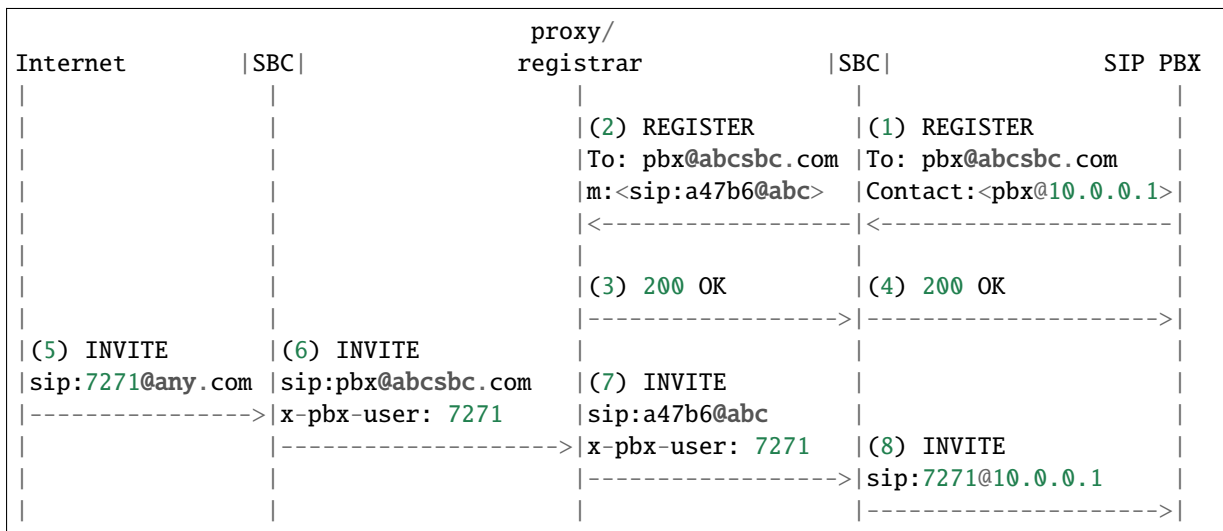 proxy/
Internet |SBC| registrar |SBC| SIP PBX
| | | | |
| | |(2) REGISTER |(1) REGISTER |
| | |To: pbx@abcsbc.com |To: pbx@abcsbc.com |
| | |m:<sip:a47b6@abc> |Contact:<pbx@10.0.0.1>|
| | |<------------------|<---------------------|
| | | | |
| | |(3) 200 OK |(4) 200 OK |
| | |------------------>|--------------------->|
|(5) INVITE |(6) INVITE | | |
|sip:7271@any.com |sip:pbx@abcsbc.com |(7) INVITE | |
|---------------->|x-pbx-user: 7271 |sip:a47b6@abc | |
| |-------------------->|x-pbx-user: 7271 |(8) INVITE |
| | |------------------>|sip:7271@10.0.0.1 |
| | | |--------------------->|